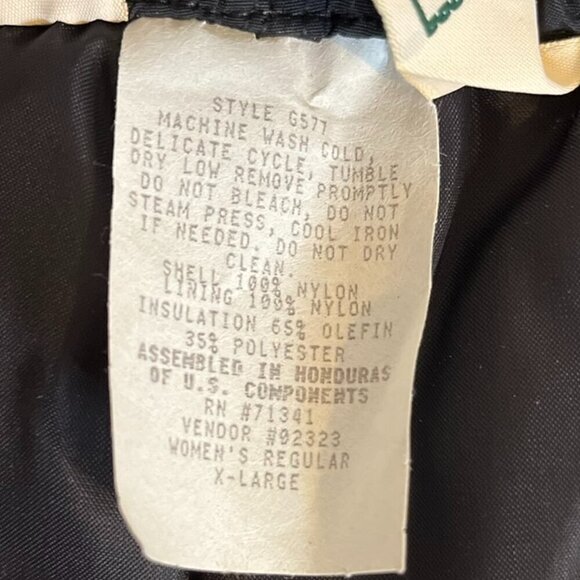 STYLE G577
MACHINE WASH COLD,
DELICATE CYCLE, TUMBLE
DRY LOW REMOVE PROMPTLY
DO NOT BLEACH, DO NOT
STEAM PRESS, COOL IRON
IF NEEDED. DO NOT DRY
CLEAN.
SHELL 100% NYLON
LINING 100% NYLON
INSULATION 65% OLEFIN
35% POLYESTER
ASSEMBLED IN HONDURAS
OF U.S. COMPONENTS
RN #71341
VENDOR #02323
WOMEN'S REGULAR
X-LARGE